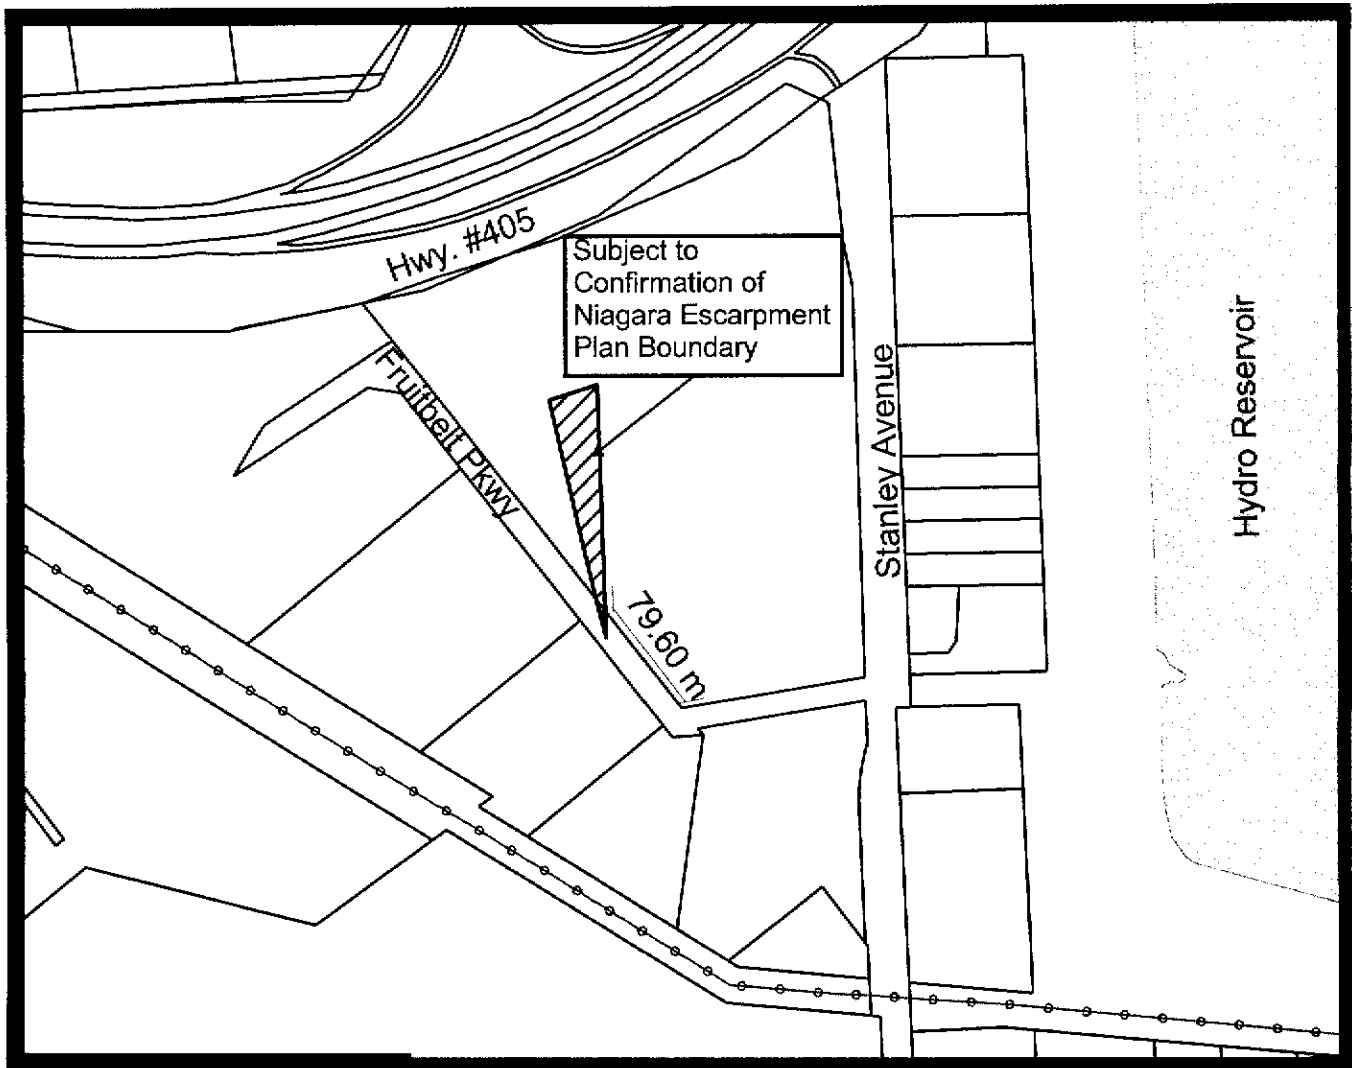 Hwy. #405
Subject to
Confirmation of
Niagara Escarpment
Plan Boundary
Fruitbelt Pkwy
Stanley Avenue
Hydro Reservoir
79.60 m